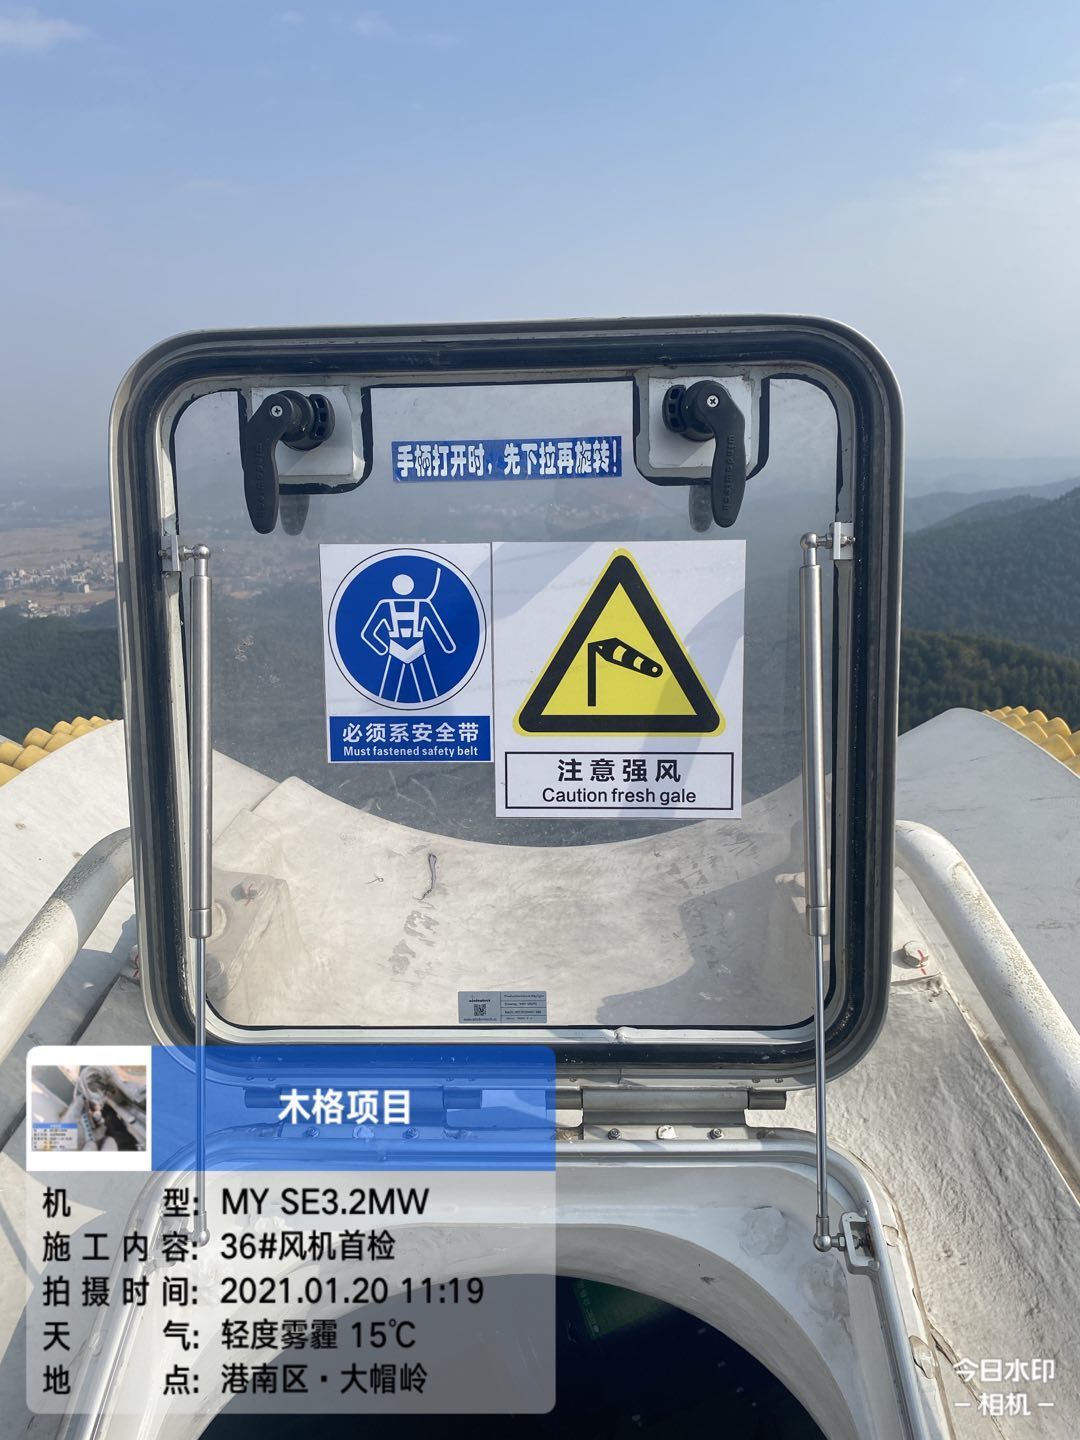 手柄打开时，先下拉再旋转！
必须系安全带
Must fastened safety belt
注意强风
Caution fresh gale
木格项目
机 型: MY SE3.2MW
施工内容: 36#风机首检
拍摄时间: 2021.01.20 11:19
天 气: 轻度雾霾 15℃
地 点: 港南区·大帽岭
今日水印
– 相机 –